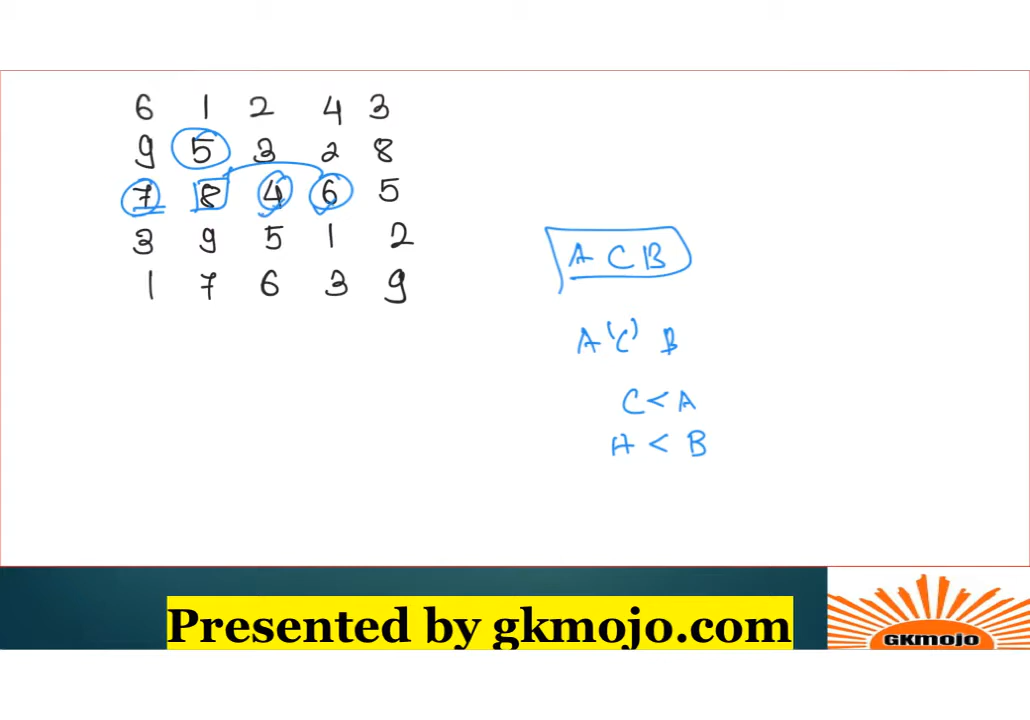 6 1 2 4 3
9 5 3 2 8
7 8 4 6 5
3 9 5 1 2
1 7 6 3 9
A C B
A 'C' B
C < A
A < B
Presented by gkmojo.com
GKmojo